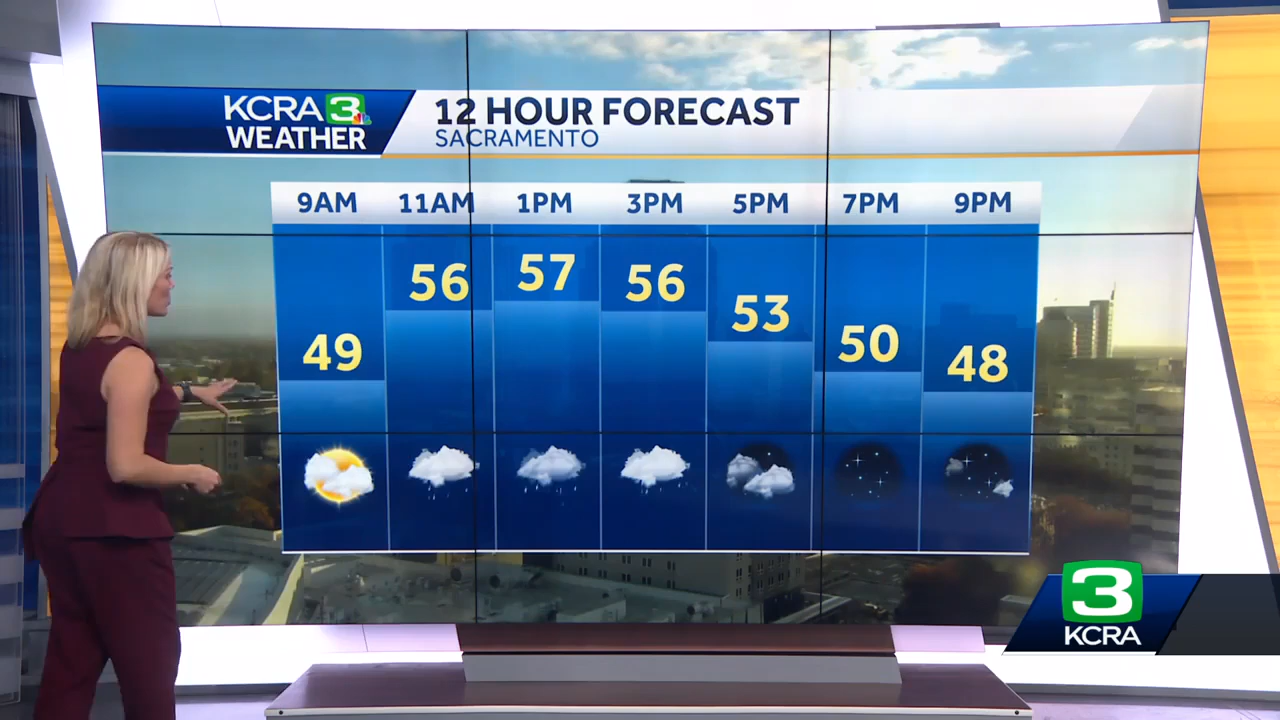 KCRA 3
WEATHER
12 HOUR FORECAST
SACRAMENTO
9AM 11AM 1PM 3PM 5PM 7PM 9PM
49 56 57 56 53 50 48
3
KCRA